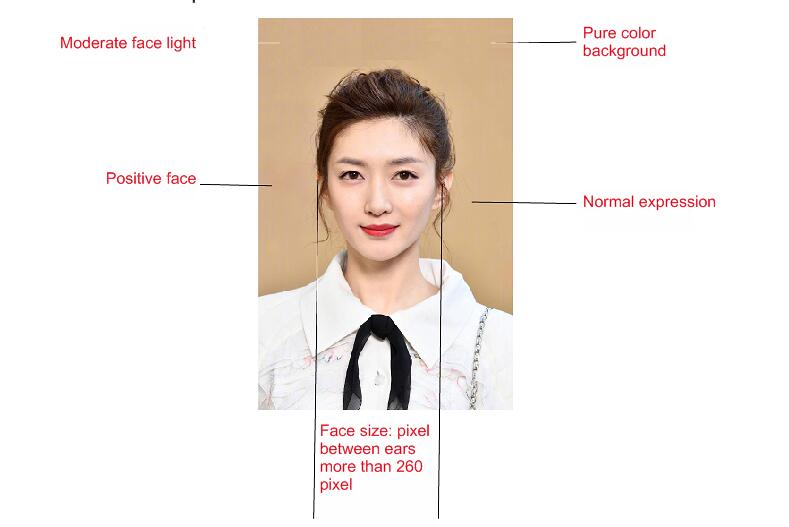 Moderate face light
Pure color
background
Positive face
Normal expression
Face size: pixel
between ears
more than 260
pixel